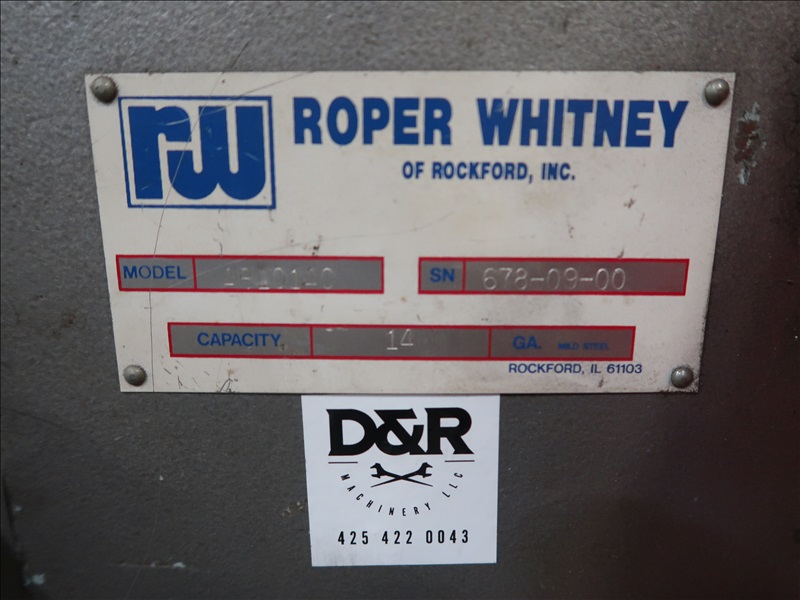 rw ROPER WHITNEY
OF ROCKFORD, INC.
MODEL SN 678-09-00
CAPACITY 14 GA. MILD STEEL
ROCKFORD, IL 61103
D&R
MACHINERY LLC
425 422 0043